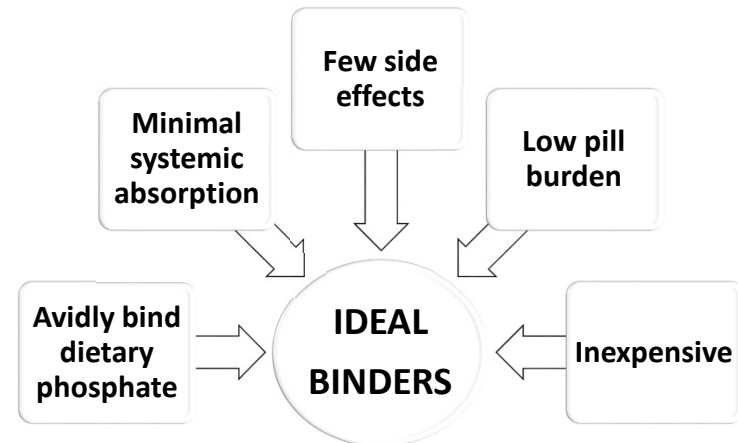 Few side
effects
Minimal
systemic
absorption
Low pill
burden
Avidly bind
dietary
phosphate
IDEAL
BINDERS
Inexpensive